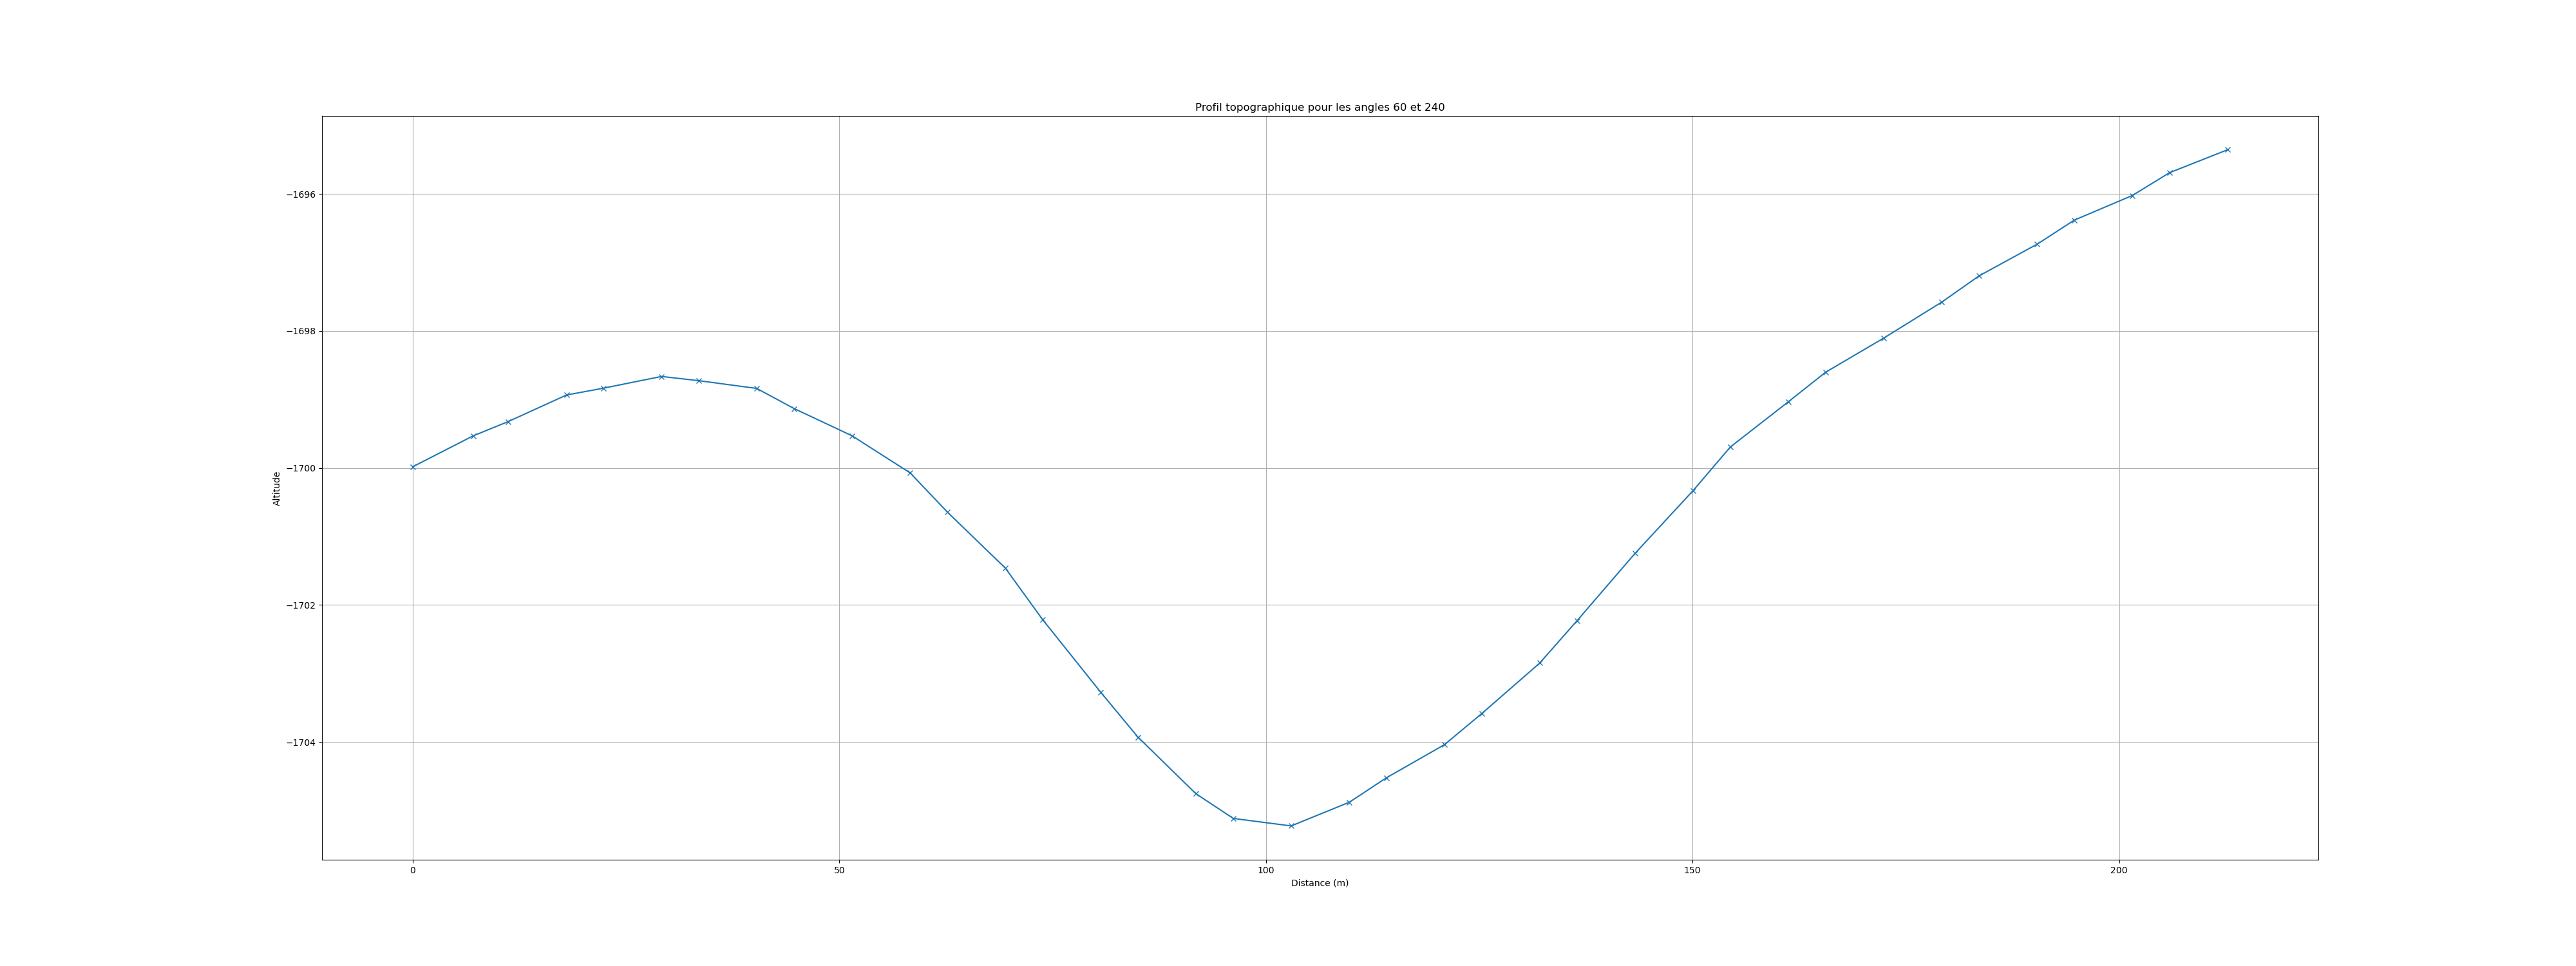 Profil topographique pour les angles 60 et 240
Altitude
−1696
−1698
−1700
−1702
−1704
0 50 100 150 200
Distance (m)